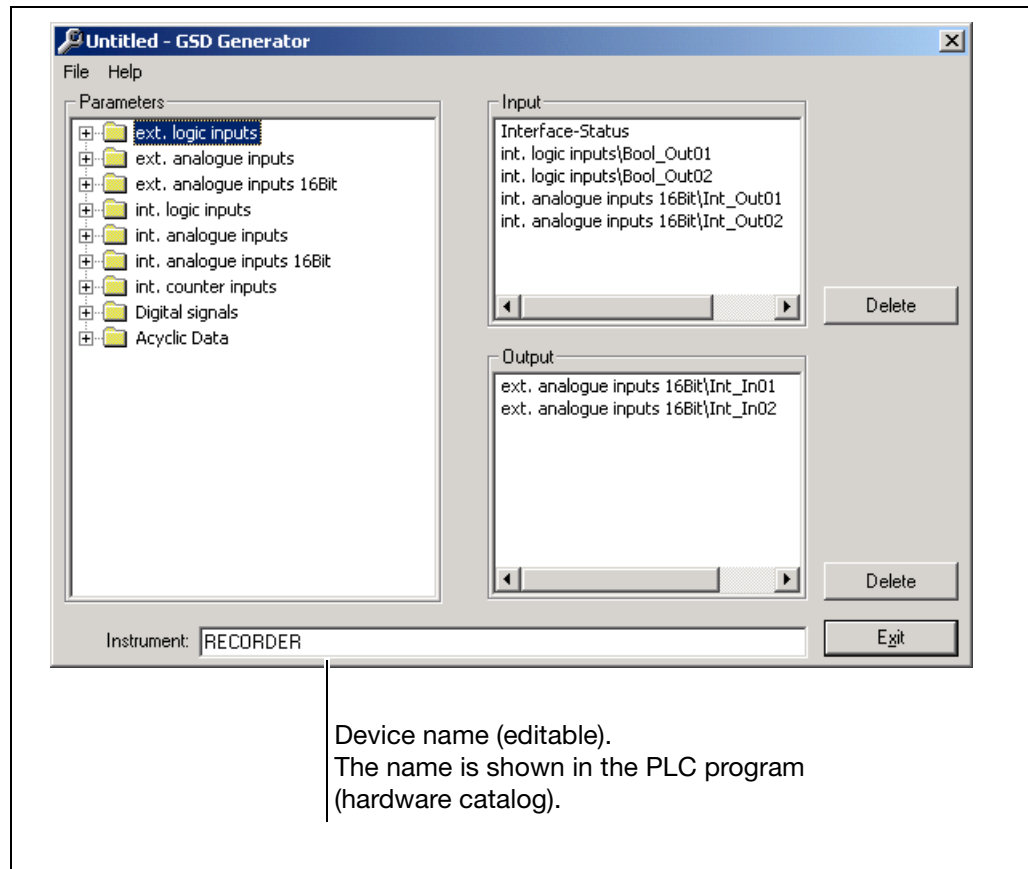 Untitled - GSD Generator
File Help
Parameters
ext. logic inputs
ext. analogue inputs
ext. analogue inputs 16Bit
int. logic inputs
int. analogue inputs
int. analogue inputs 16Bit
int. counter inputs
Digital signals
Acyclic Data
Input
Interface-Status
int. logic inputs\Bool_Out01
int. logic inputs\Bool_Out02
int. analogue inputs 16Bit\Int_Out01
int. analogue inputs 16Bit\Int_Out02
Delete
Output
ext. analogue inputs 16Bit\Int_In01
ext. analogue inputs 16Bit\Int_In02
Delete
Instrument: RECORDER
Exit
Device name (editable).
The name is shown in the PLC program
(hardware catalog).